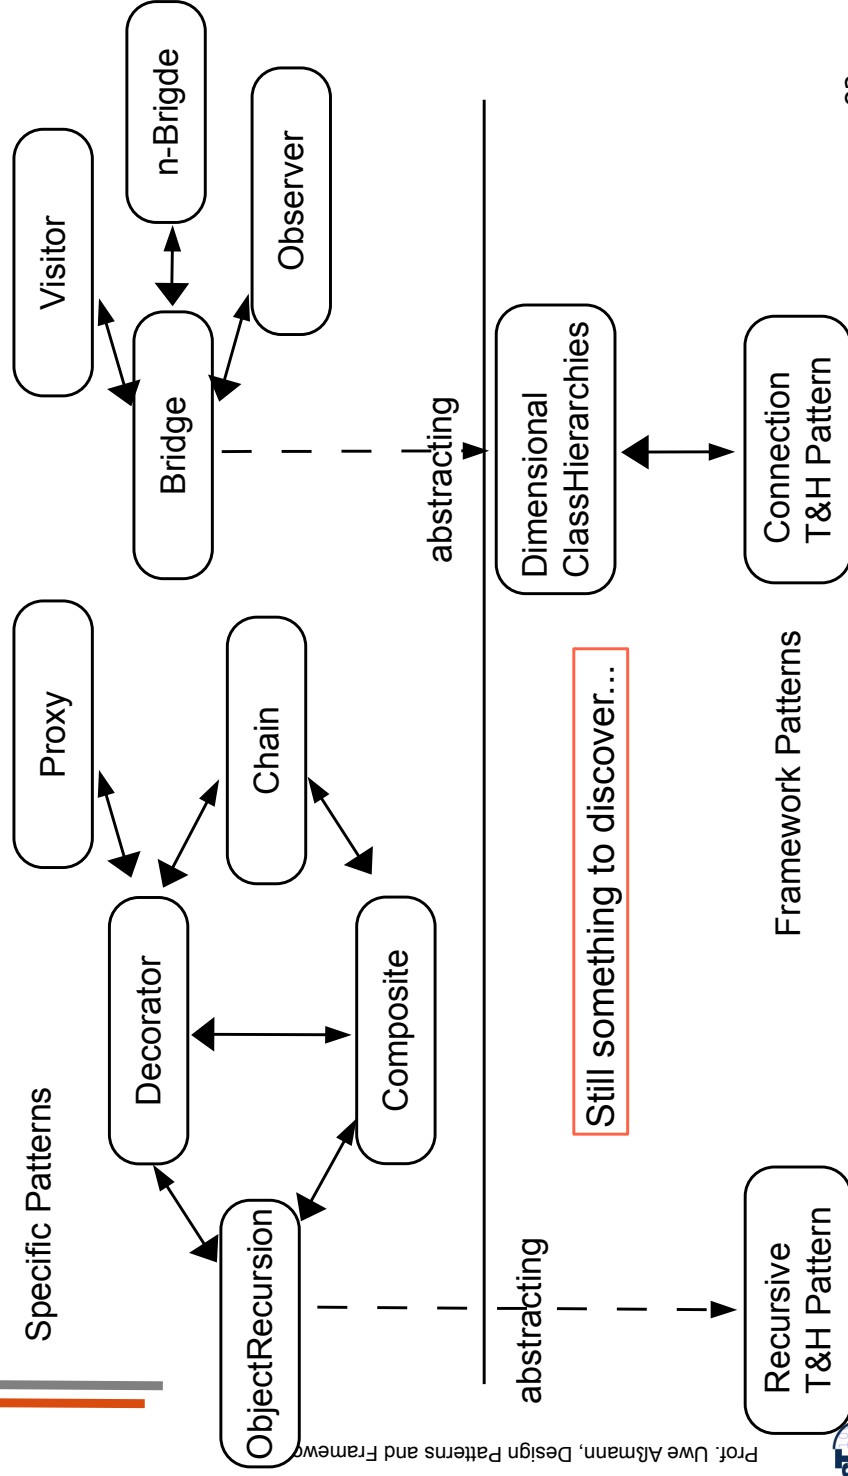 Specific Patterns
Proxy
Visitor
Decorator
n-Brigde
Bridge
ObjectRecursion
Chain
Observer
Composite
abstracting
abstracting
Dimensional
ClassHierarchies
Still something to discover...
Recursive
T&H Pattern
Framework Patterns
Connection
T&H Pattern
Prof. Uwe Aßmann, Design Patterns and